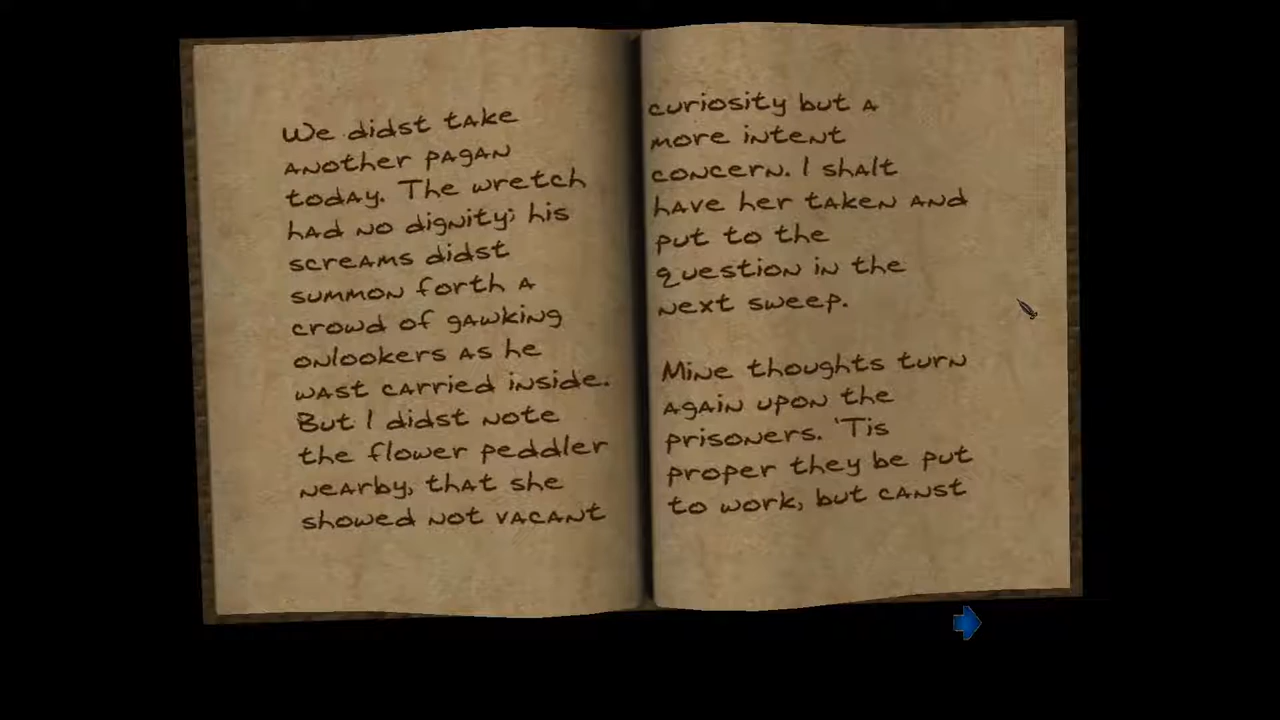 We didst take
another pagan
today. The wretch
had no dignity; his
screams didst
summon forth a
crowd of gawking
onlookers as he
wast carried inside.
But I didst note
the flower peddler
nearby, that she
showed not vacant
curiosity but a
more intent
concern. I shalt
have her taken and
put to the
question in the
next sweep.
Mine thoughts turn
again upon the
prisoners. 'Tis
proper they be put
to work, but canst